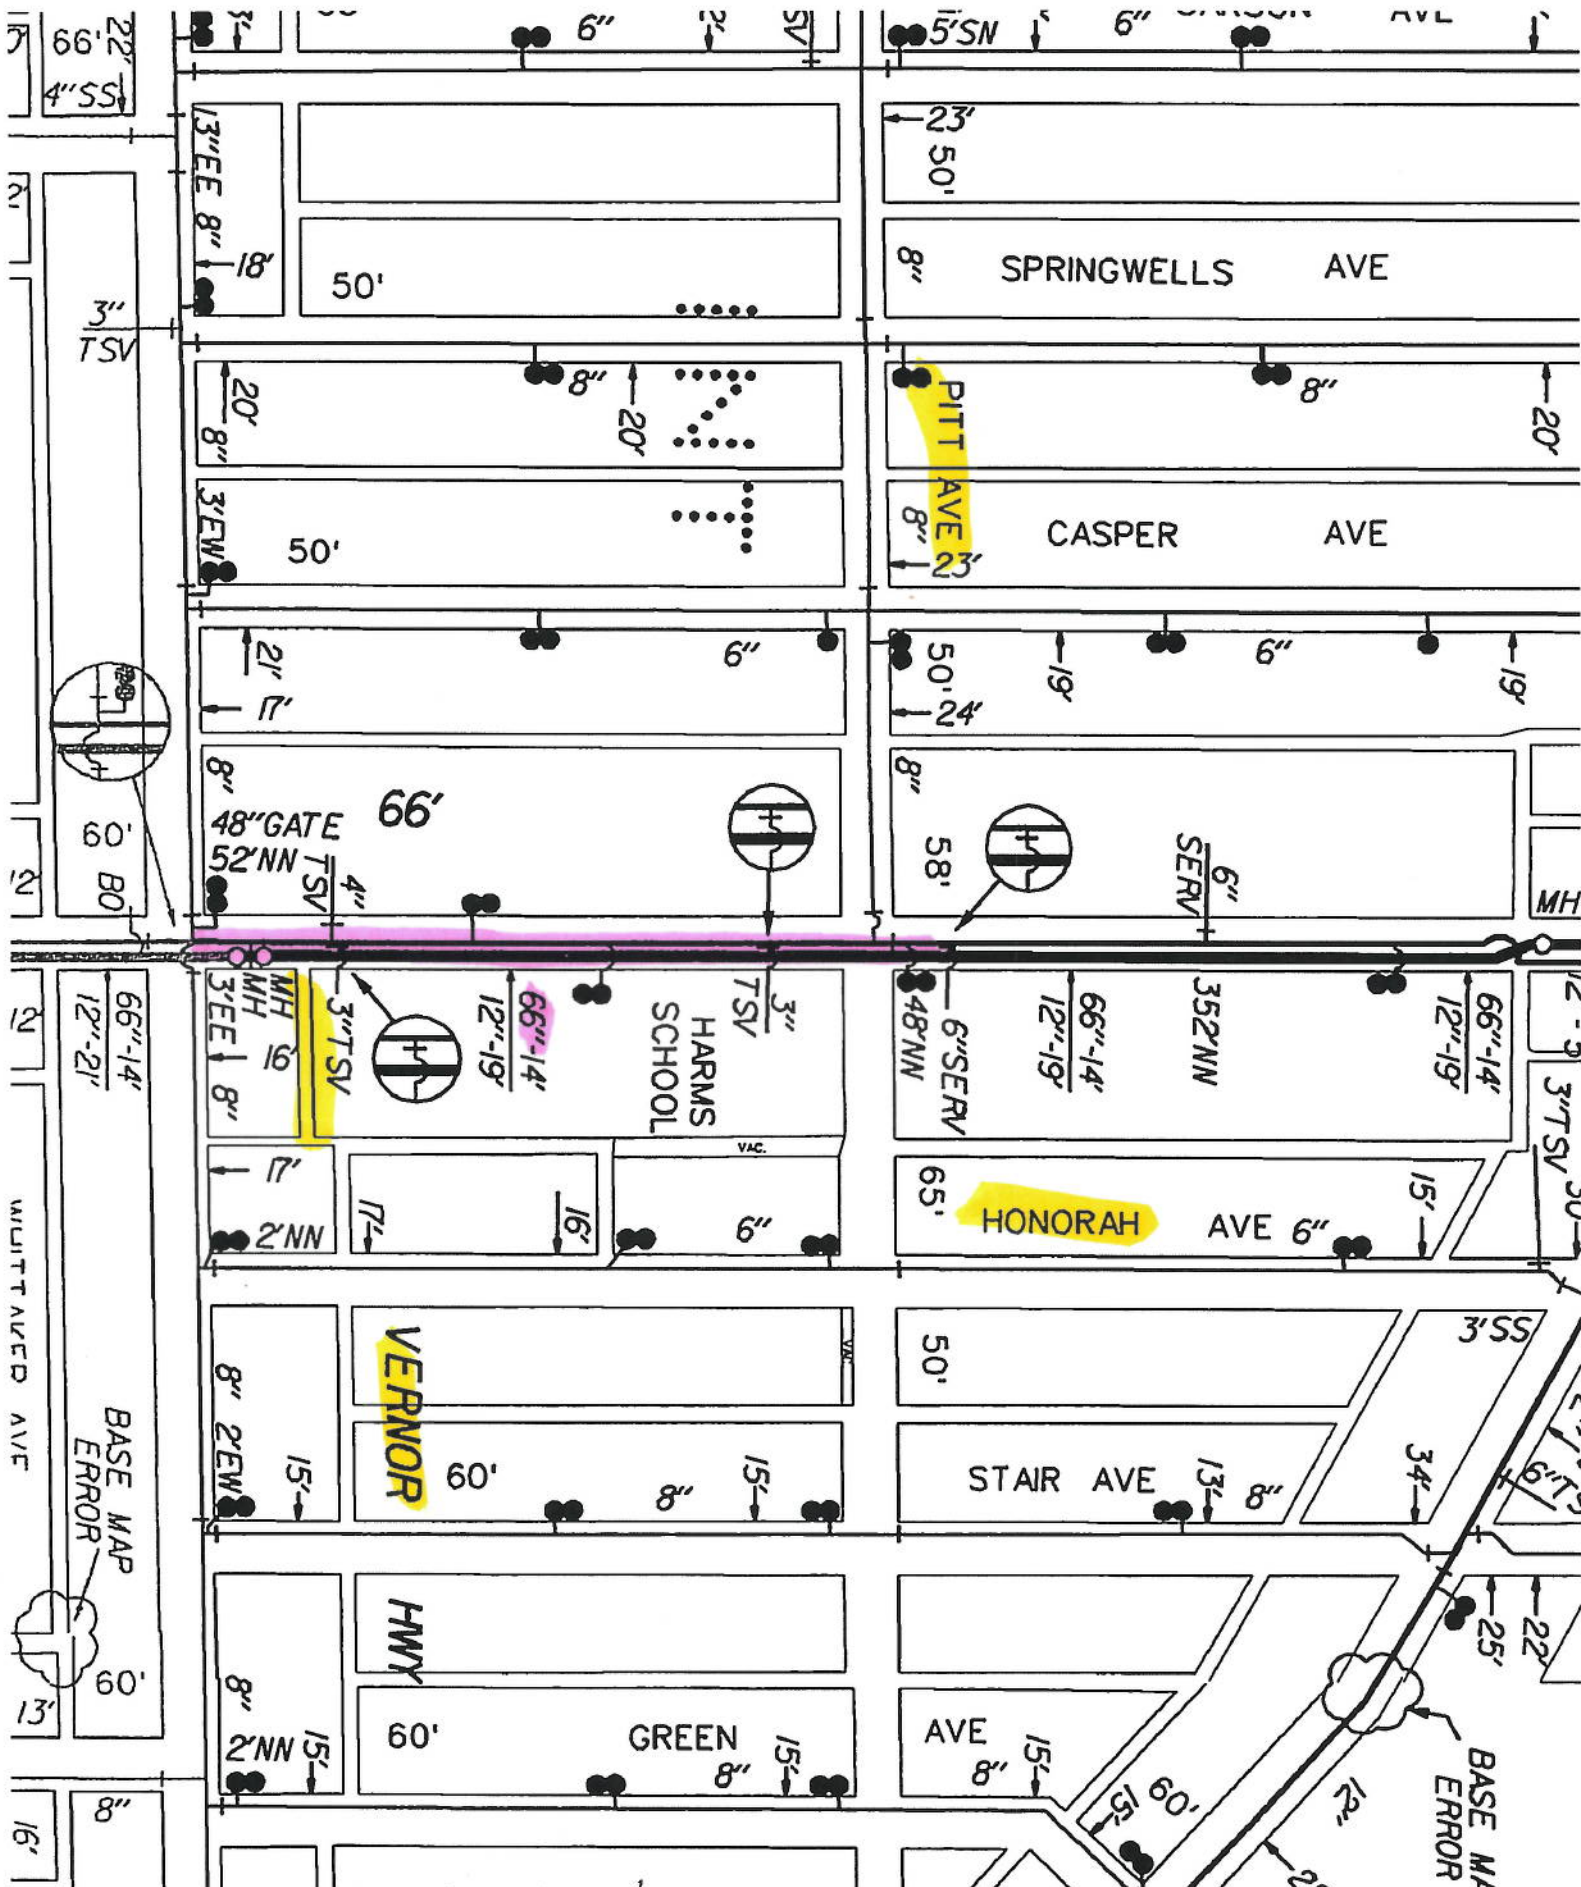 66'
22'
4"SS
6"
5'SN
6"
AVE
13"EE 8"
18'
50'
23'
50'
8"
SPRINGWELLS AVE
3"
TSV
20'
8"
8"
20'
PITT AVE
8"
20'
3'EW
50'
8"
23'
CASPER AVE
21'
17'
6"
50'
24'
19'
6"
19'
8"
66'
48"GATE
52'NN
TSV
4"
60'
BO
8"
58'
6"
SERV
MH
66"-14'
12"-21'
MH
MH
3'EE
16'
8"
3"TSV
66"-14'
12"-19'
HARMS
SCHOOL
3"
TSV
48'NN
6"SERV
66"-14'
12"-19'
352'NN
66"-14'
12"-19'
3"TSV
VAC.
17'
2'NN
17'
16'
6"
65'
HONORAH AVE
6"
15'
8"
2'EW
15'
VERNOR HWY
60'
8"
15'
50'
STAIR AVE
13'
8"
34'
3'SS
BASE MAP
ERROR
60'
13'
8"
2'NN
15'
60'
GREEN AVE
8"
15'
8"
15'
15'
60'
25'
22'
12"
BASE
ERROR
8"
16'